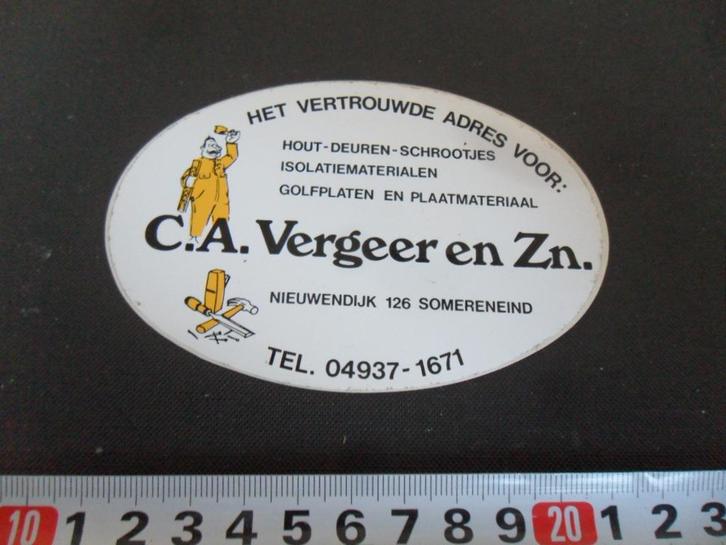 HET VERTROUWDE ADRES VOOR:
HOUT-DEUREN-SCHROOTJES
ISOLATIEMATERIALEN
GOLFPLATEN EN PLAATMATERIAAL
C.A. Vergeer en Zn.
NIEUWENDIJK 126 SOMERENEIND
TEL. 04937-1671
10 1 2 3 4 5 6 7 8 9 20 1 2 3